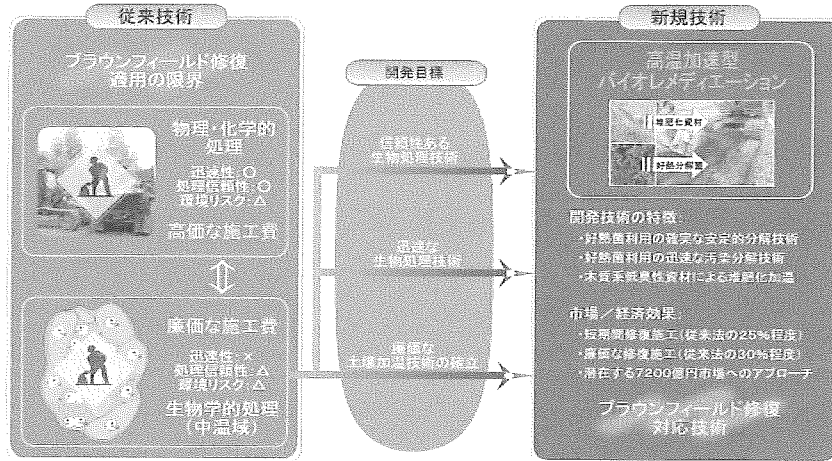 従来技術
ブラウンフィールド修復
適用の限界
物理・化学的
処理
迅速性:○
処理信頼性:○
環境リスク:△
高価な施工費
廉価な施工費
迅速性:×
処理信頼性:△
環境リスク:△
生物学的処理
(中温域)
開発目標
信頼性ある
生物処理技術
迅速な
生物処理技術
廉価な
土壌加温技術の確立
新規技術
高温加速型
バイオレメディエーション
堆肥化資材
好熱分解菌
開発技術の特徴
・好熱菌利用の確実な安定的分解技術
・好熱菌利用の迅速な汚染分解技術
・木質系低臭性資材による堆肥化加温
市場/経済効果
・短期間修復施工(従来法の25%程度)
・廉価な修復施工(従来法の30%程度)
・潜在する7200億円市場へのアプローチ
ブラウンフィールド修復
対応技術